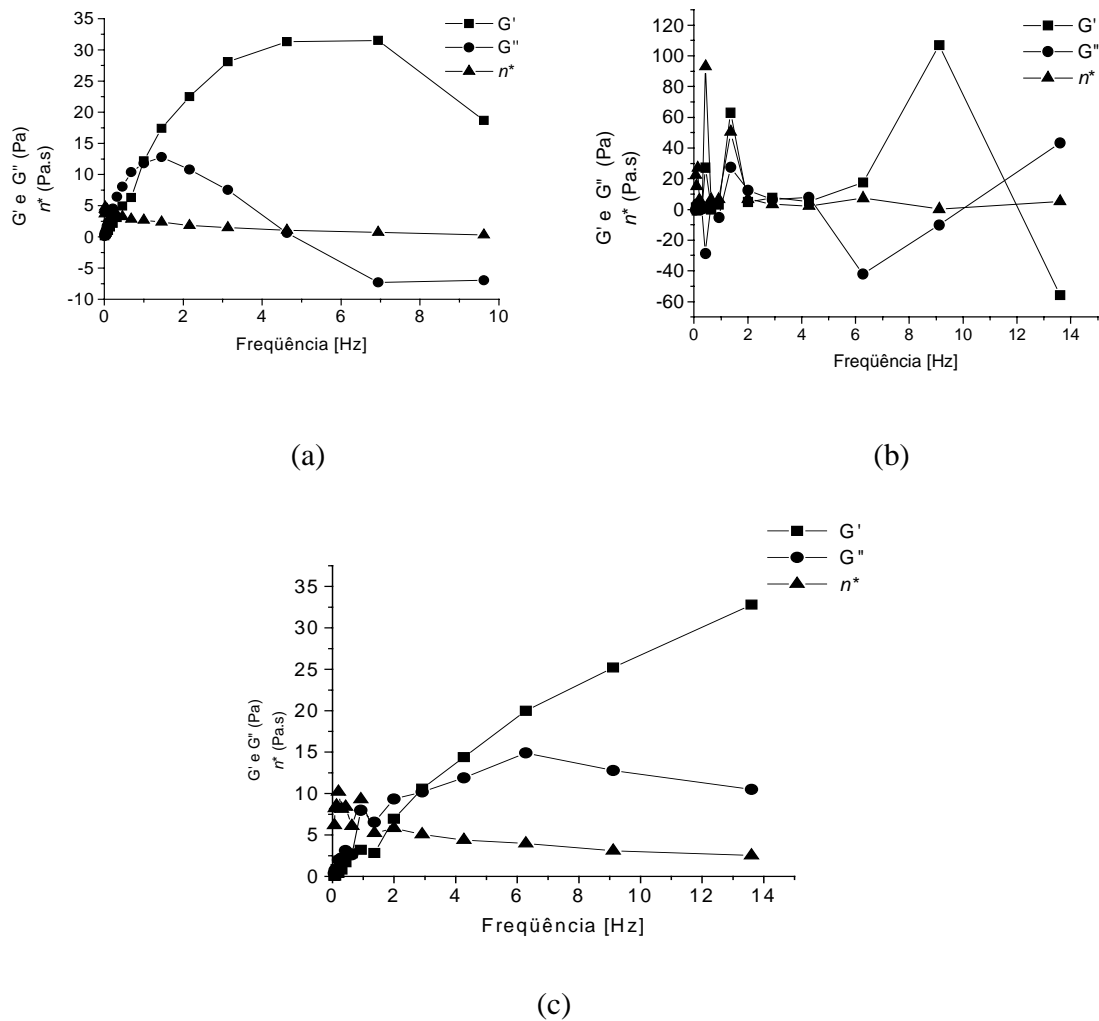 G'
G''
n*
35
30
25
20
15
10
5
0
-5
-10
G' e G'' (Pa)
n* (Pa.s)
0 2 4 6 8 10
Freqüência [Hz]
(a)
G'
G''
n*
120
100
80
60
40
20
0
-20
-40
-60
G' e G'' (Pa)
n* (Pa.s)
0 2 4 6 8 10 12 14
Freqüência [Hz]
(b)
G'
G''
n*
35
30
25
20
15
10
5
0
G' e G'' (Pa)
n* (Pa.s)
0 2 4 6 8 10 12 14
Freqüência [Hz]
(c)